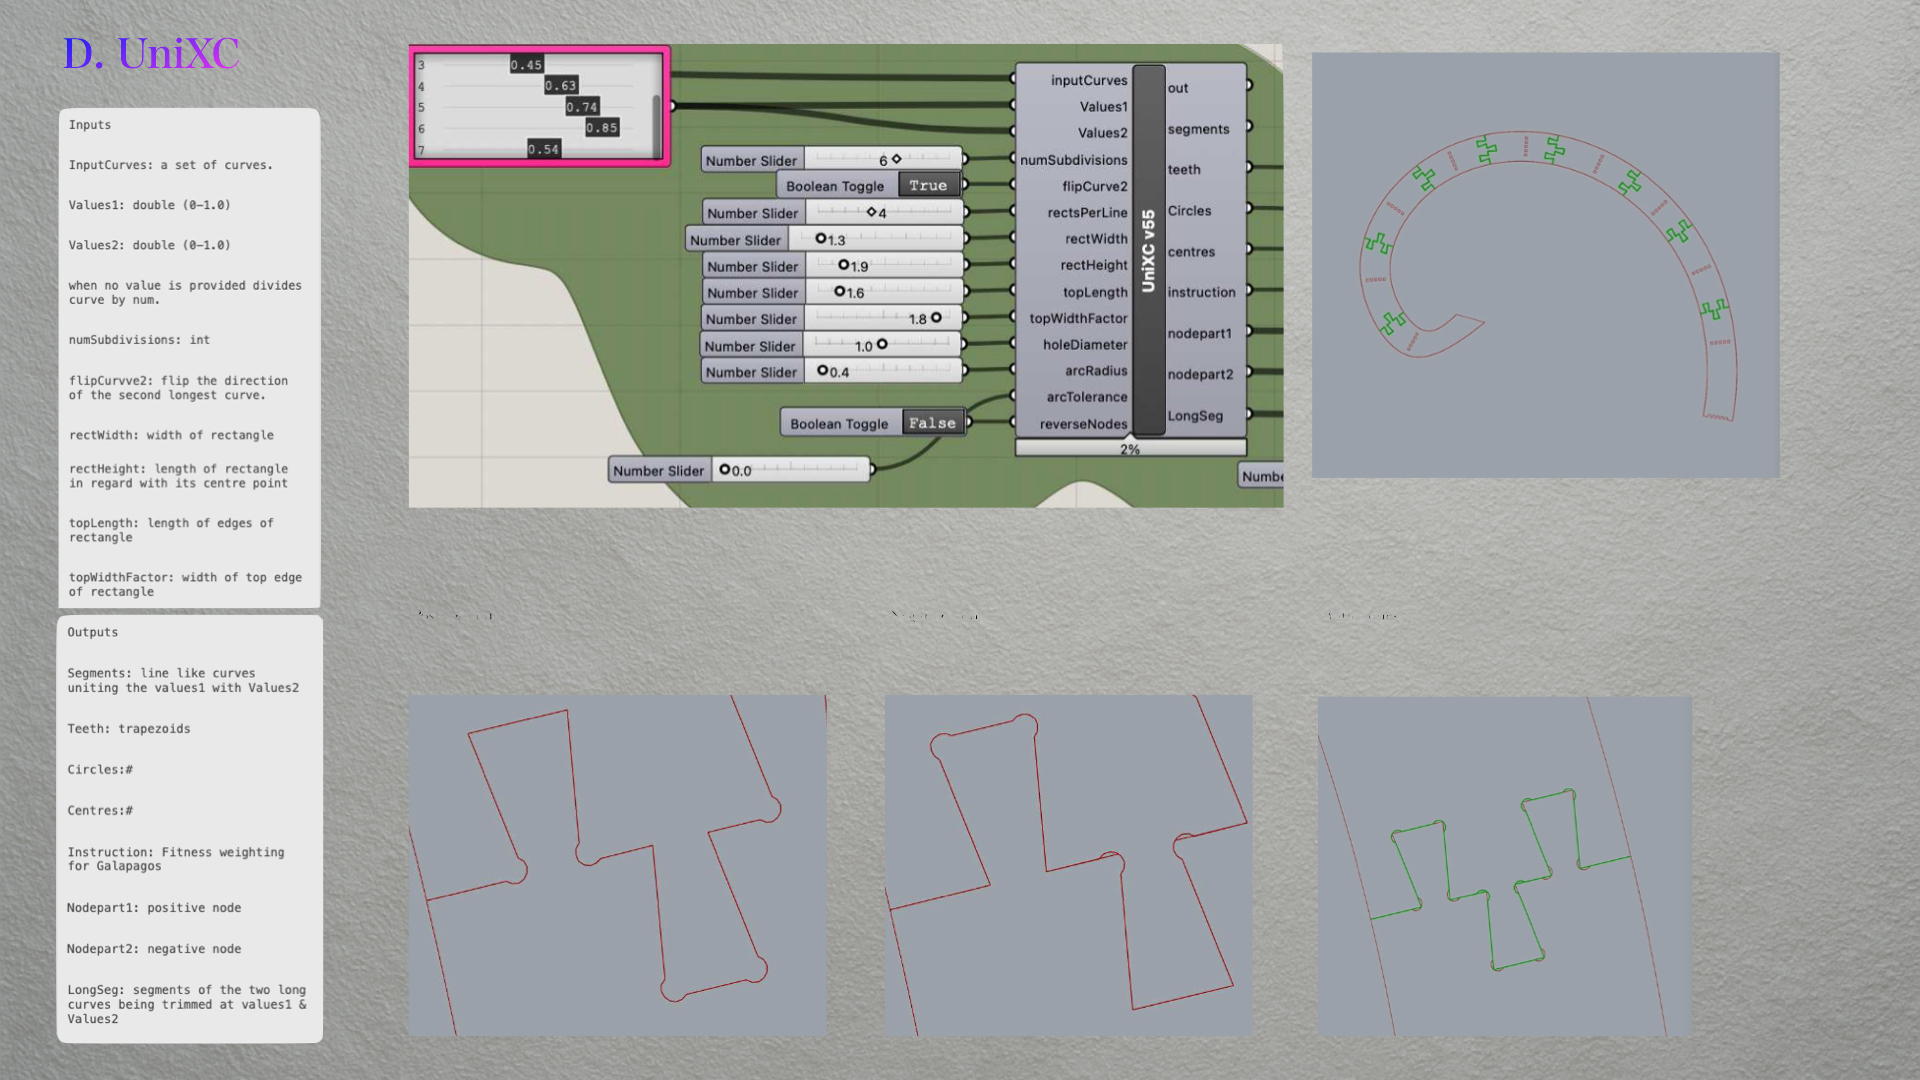 D. UniXC
Inputs
InputCurves: a set of curves.
Values1: double (0-1.0)
Values2: double (0-1.0)
when no value is provided divides
curve by num.
numSubdivisions: int
flipCurvve2: flip the direction
of the second longest curve.
rectWidth: width of rectangle
rectHeight: length of rectangle
in regard with its centre point
topLength: length of edges of
rectangle
topWidthFactor: width of top edge
of rectangle
Outputs
Segments: line like curves
uniting the values1 with Values2
Teeth: trapezoids
Circles:#
Centres:#
Instruction: Fitness weighting
for Galapagos
Nodepart1: positive node
Nodepart2: negative node
LongSeg: segments of the two long
curves being trimmed at values1 &
Values2
3 0.45
4 0.63
5 0.74
6 0.85
7 0.54
Number Slider 6
Boolean Toggle True
Number Slider 4
Number Slider 1.3
Number Slider 1.9
Number Slider 1.6
Number Slider 1.8
Number Slider 1.0
Number Slider 0.4
Boolean Toggle False
Number Slider 0.0
inputCurves
Values1
Values2
numSubdivisions
flipCurve2
rectsPerLine
rectWidth
rectHeight
topLength
topWidthFactor
holeDiameter
arcRadius
arcTolerance
reverseNodes
UniXC v55
out
segments
teeth
Circles
centres
instruction
nodepart1
nodepart2
LongSeg
2%
Numbe